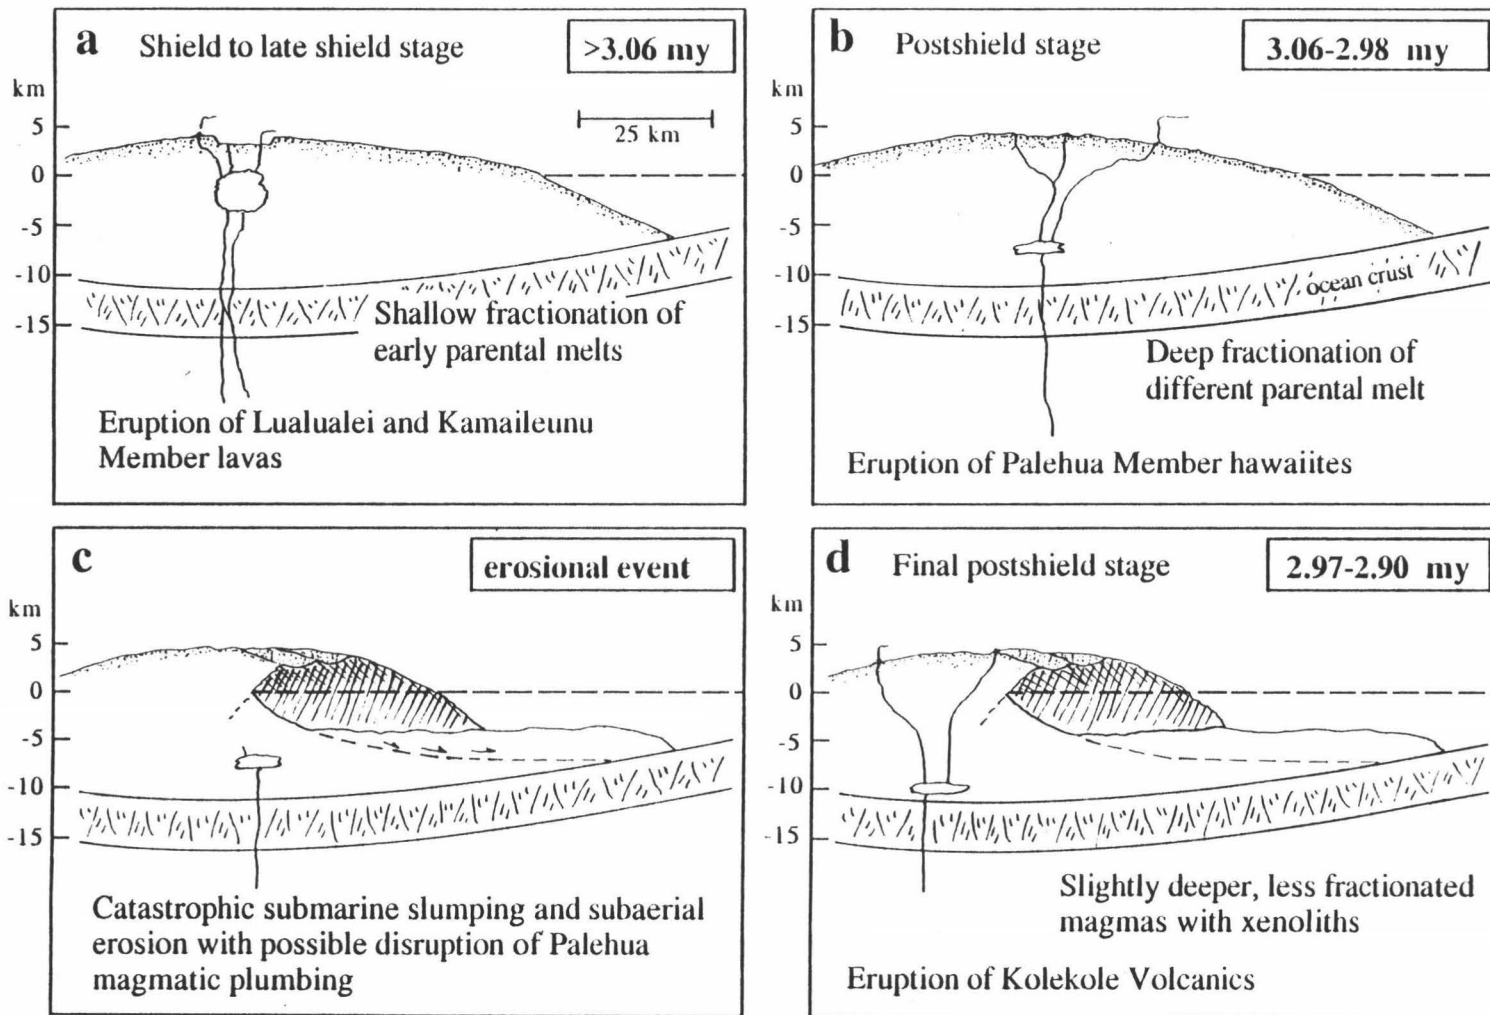 a Shield to late shield stage >3.06 my
km
5
0
-5
-10
-15
25 km
Shallow fractionation of
early parental melts
Eruption of Lualualei and Kamaileunu
Member lavas
b Postshield stage 3.06-2.98 my
km
5
0
-5
-10
-15
ocean crust
Deep fractionation of
different parental melt
Eruption of Palehua Member hawaiites
c erosional event
km
5
0
-5
-10
-15
Catastrophic submarine slumping and subaerial
erosion with possible disruption of Palehua
magmatic plumbing
d Final postshield stage 2.97-2.90 my
km
5
0
-5
-10
-15
Slightly deeper, less fractionated
magmas with xenoliths
Eruption of Kolekole Volcanics